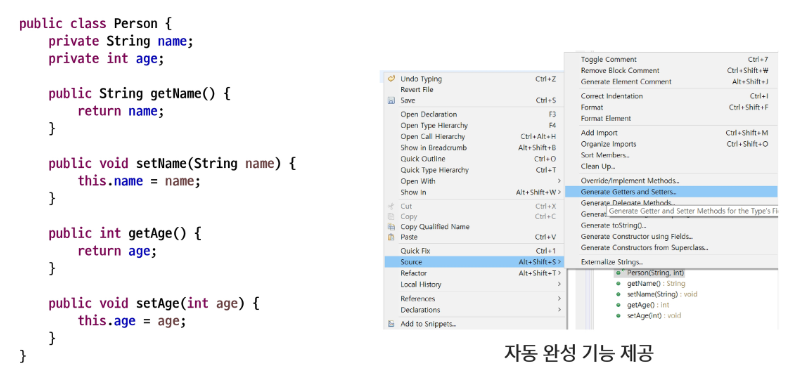 public class Person {
private String name;
private int age;
public String getName() {
return name;
}
public void setName(String name) {
this.name = name;
}
public int getAge() {
return age;
}
public void setAge(int age) {
this.age = age;
}
}
Undo Typing Ctrl+Z
Revert File
Save Ctrl+S
Open Declaration F3
Open Type Hierarchy F4
Open Call Hierarchy Ctrl+Alt+H
Show in Breadcrumb Alt+Shift+B
Quick Outline Ctrl+O
Quick Type Hierarchy Ctrl+T
Open With >
Show In Alt+Shift+W >
Cut Ctrl+X
Copy Ctrl+C
Copy Qualified Name
Paste Ctrl+V
Quick Fix Ctrl+1
Source Alt+Shift+S >
Refactor Alt+Shift+T >
Local History >
References >
Declarations >
Add to Snippets...
Toggle Comment Ctrl+7
Remove Block Comment Ctrl+Shift+₩
Generate Element Comment Alt+Shift+J
Correct Indentation Ctrl+I
Format Ctrl+Shift+F
Format Element
Add Import Ctrl+Shift+M
Organize Imports Ctrl+Shift+O
Sort Members...
Clean Up...
Override/Implement Methods...
Generate Getters and Setters...
Generate Delegate Methods...
Generate Getter and Setter Methods for the Type's Fi
Generate toString()...
Generate Constructor using Fields...
Generate Constructors from Superclass...
Externalize Strings...
Person(String, int)
getName() : String
setName(String) : void
getAge() : int
setAge(int) : void
자동 완성 기능 제공